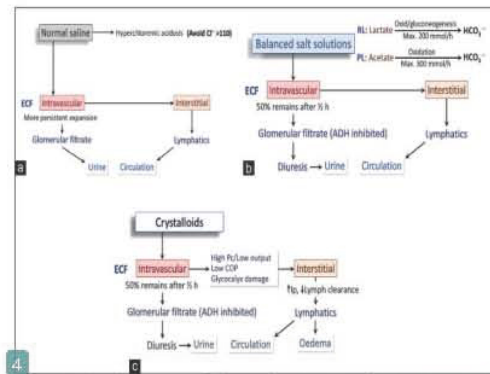 Normal saline
Hyperchloremic acidosis (Avoid Cl⁻ >110)
ECF
Intravascular
Interstitial
More persistent expansion
Glomerular filtrate
Lymphatics
Urine
Circulation
a
Balanced salt solutions
RL: Lactate
Oxid/gluconeogenesis
Max. 200 mmol/h
HCO₃⁻
PL: Acetate
Oxidation
Max. 300 mmol/h
HCO₃⁻
ECF
Intravascular
Interstitial
50% remains after ½ h
Glomerular filtrate (ADH inhibited)
Lymphatics
Diuresis
Urine
Circulation
b
Crystalloids
ECF
Intravascular
High Pc/Low output
Low COP
Glycocalyx damage
Interstitial
50% remains after ½ h
↑Ip, ↓Lymph clearance
Glomerular filtrate (ADH inhibited)
Lymphatics
Diuresis
Urine
Circulation
Oedema
c
4